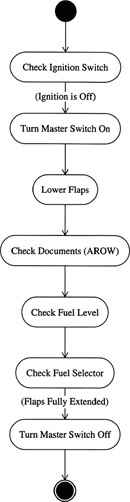 Check Ignition Switch
(Ignition is Off)
Turn Master Switch On
Lower Flaps
Check Documents (AROW)
Check Fuel Level
Check Fuel Selector
(Flaps Fully Extended)
Turn Master Switch Off